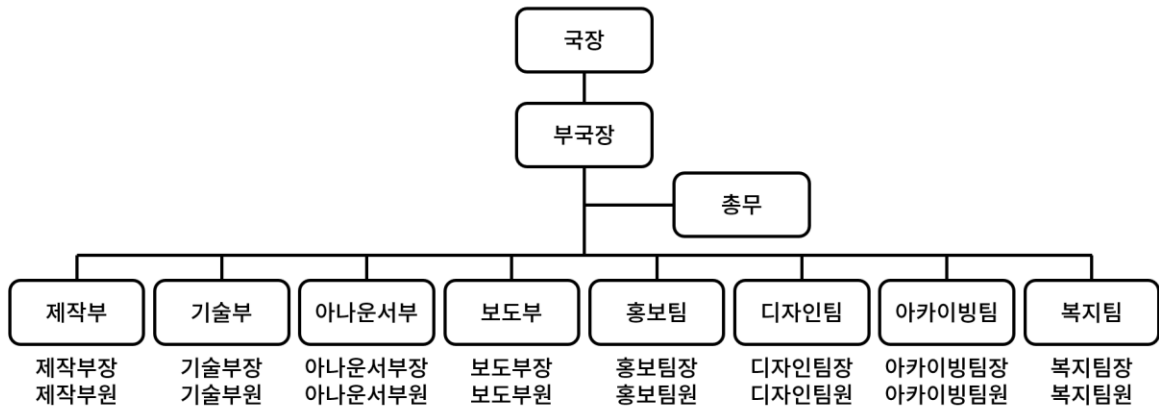 국장
부국장
총무
제작부 기술부 아나운서부 보도부 홍보팀 디자인팀 아카이빙팀 복지팀
제작부장 기술부장 아나운서부장 보도부장 홍보팀장 디자인팀장 아카이빙팀장 복지팀장
제작부원 기술부원 아나운서부원 보도부원 홍보팀원 디자인팀원 아카이빙팀원 복지팀원